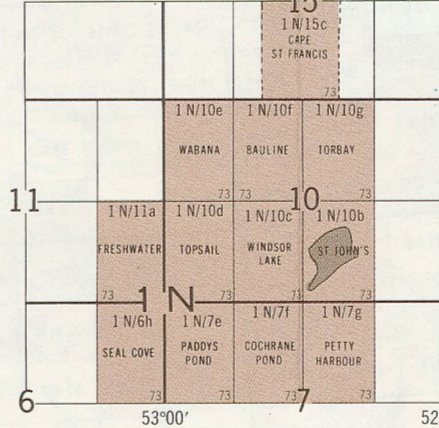 15
1 N/15c
CAPE
ST FRANCIS
73
1 N/10e 1 N/10f 1 N/10g
WABANA BAULINE TORBAY
73 73 73
11 10
1 N/11a 1 N/10d 1 N/10c 1 N/10b
FRESHWATER TOPSAIL WINDSOR
LAKE ST JOHN'S
73 73 73 73
1 N
1 N/6h 1 N/7e 1 N/7f 1 N/7g
SEAL COVE PADDYS
POND COCHRANE
POND PETTY
HARBOUR
73 73 73 73
6 7
53°00' 52